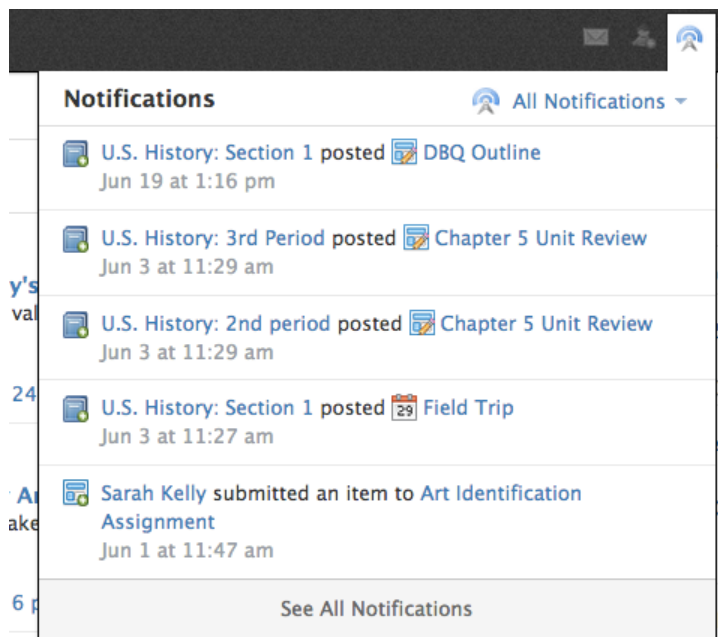 Notifications
All Notifications
U.S. History: Section 1 posted DBQ Outline
Jun 19 at 1:16 pm
U.S. History: 3rd Period posted Chapter 5 Unit Review
Jun 3 at 11:29 am
y's
val
U.S. History: 2nd period posted Chapter 5 Unit Review
Jun 3 at 11:29 am
24
U.S. History: Section 1 posted 29 Field Trip
Jun 3 at 11:27 am
Sarah Kelly submitted an item to Art Identification
Assignment
Jun 1 at 11:47 am
ake
6
See All Notifications